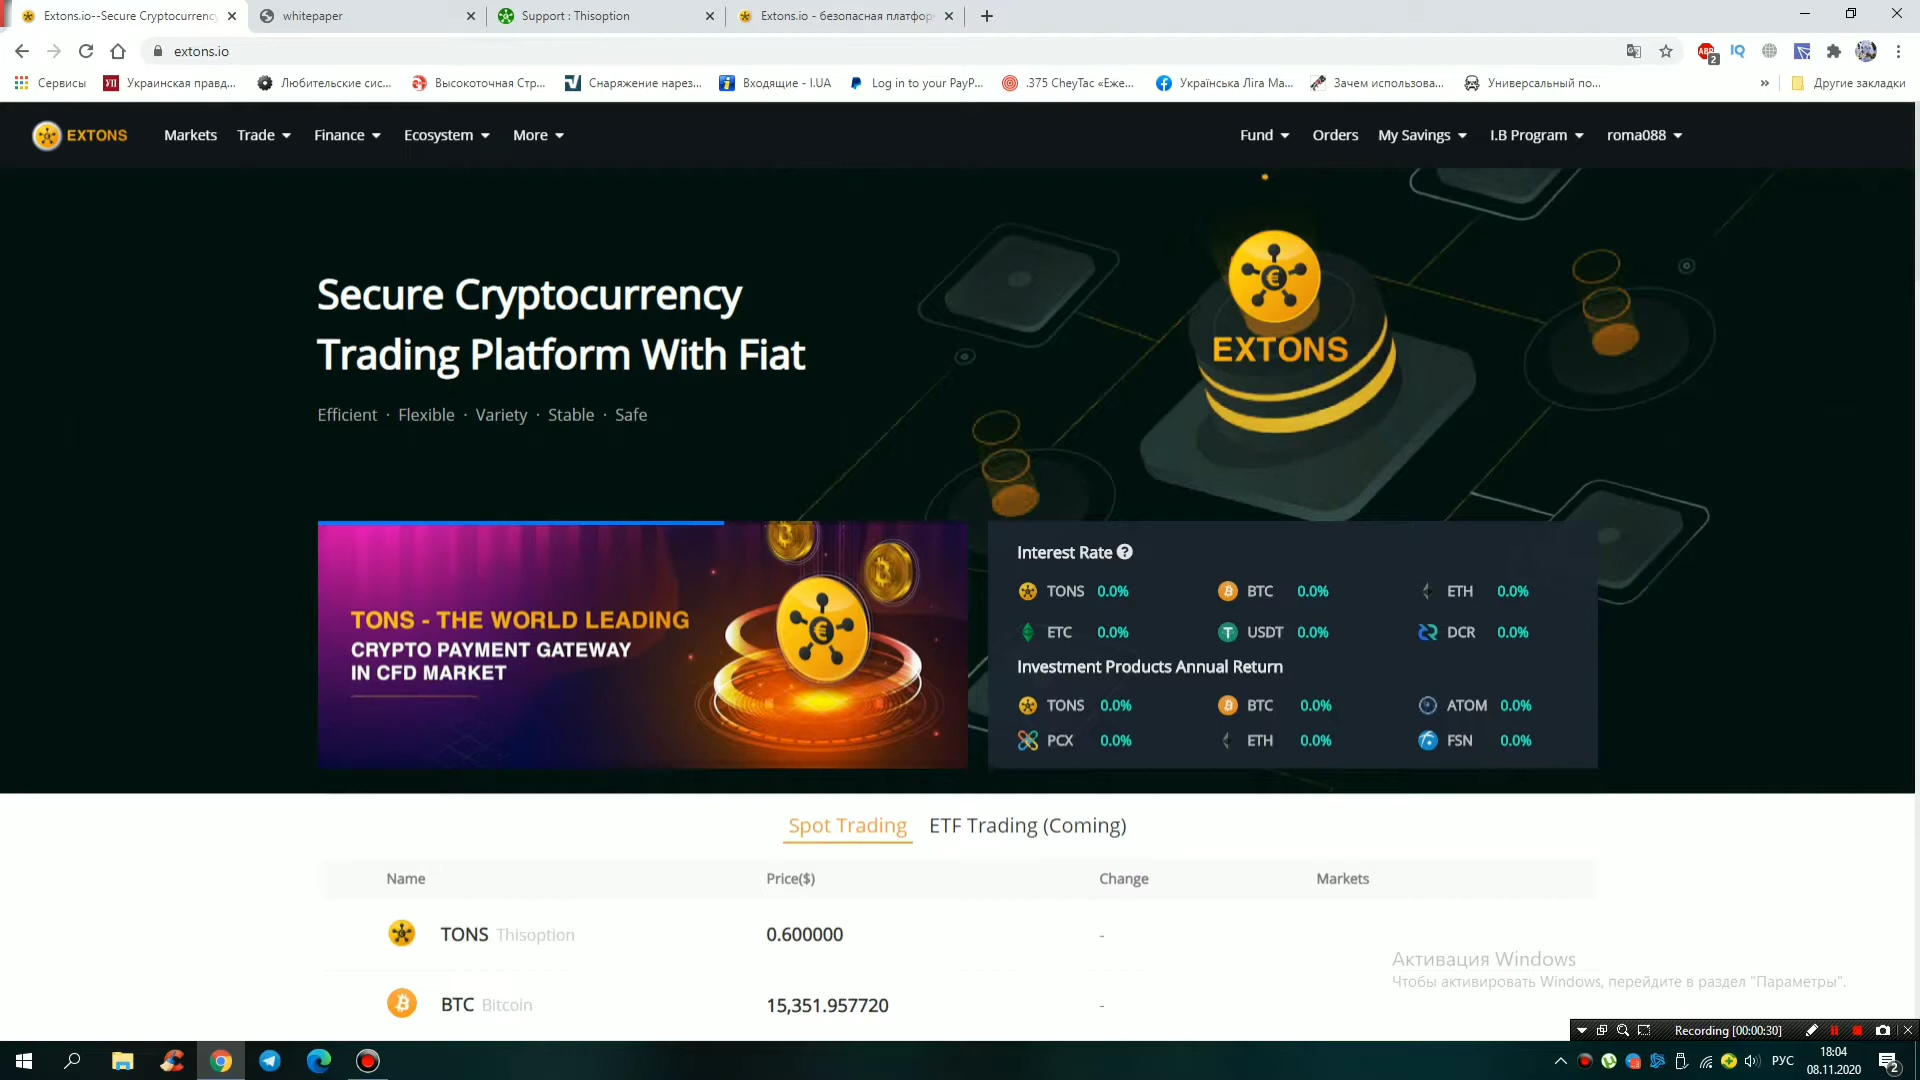 Extons.io--Secure Cryptocurrency
whitepaper
Support : Thisoption
Extons.io - безопасная платфор
extons.io
Сервисы
Украинская правд...
Любительские сис...
Высокоточная Стр...
Снаряжение нарез...
Входящие - I.UA
Log in to your PayP...
.375 CheyTac «Еже...
Українська Ліга Ма...
Зачем использова...
Универсальный по...
»
Другие закладки
EXTONS
Markets
Trade
Finance
Ecosystem
More
Fund
Orders
My Savings
I.B Program
roma088
Secure Cryptocurrency
Trading Platform With Fiat
Efficient · Flexible · Variety · Stable · Safe
EXTONS
TONS - THE WORLD LEADING
CRYPTO PAYMENT GATEWAY
IN CFD MARKET
Interest Rate ?
TONS 0.0% BTC 0.0% ETH 0.0%
ETC 0.0% USDT 0.0% DCR 0.0%
Investment Products Annual Return
TONS 0.0% BTC 0.0% ATOM 0.0%
PCX 0.0% ETH 0.0% FSN 0.0%
Spot Trading ETF Trading (Coming)
Name Price($) Change Markets
TONS Thisoption 0.600000 -
BTC Bitcoin 15,351.957720 -
Активация Windows
Чтобы активировать Windows, перейдите в раздел "Параметры".
Recording [00:00:30]
РУС
18:04
08.11.2020
2